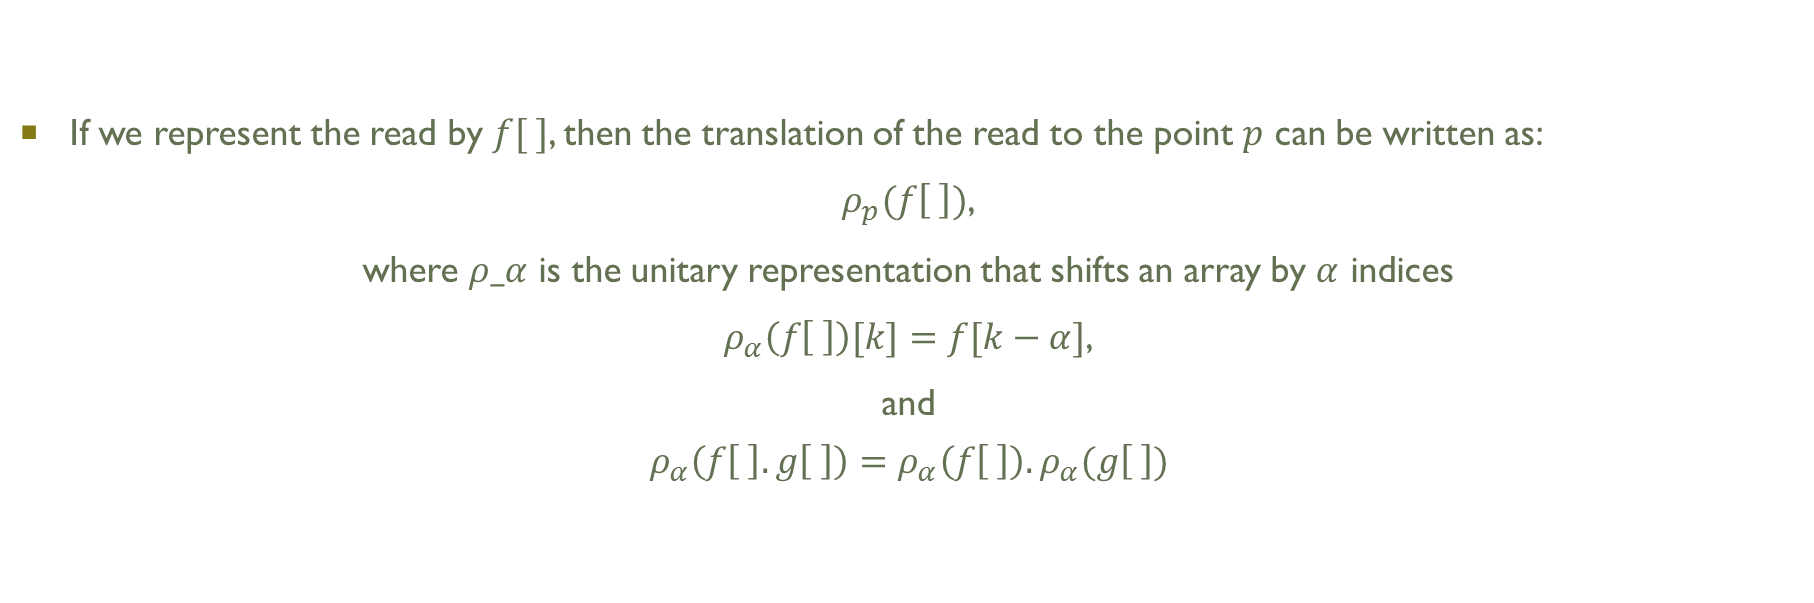 ▪ If we represent the read by f[ ], then the translation of the read to the point p can be written as:
ρₚ(f[ ]),
where ρ_α is the unitary representation that shifts an array by α indices
ρ_α(f[ ])[k] = f[k − α],
and
ρ_α(f[ ]. g[ ]) = ρ_α(f[ ]). ρ_α(g[ ])